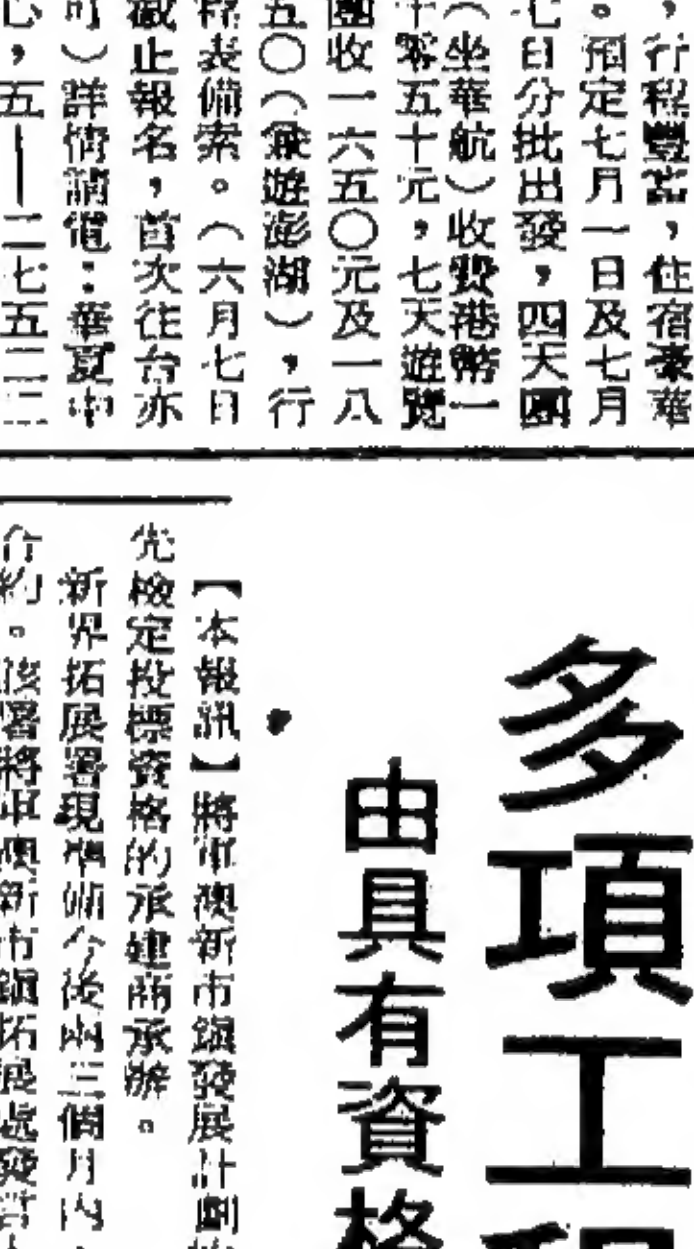 ，行程豐富，住宿豪華
。預定七月一日及七月
七日分批出發，四天團
（坐華航）收費港幣一
千零五十元，七天遊覽
團收一六五〇元及一八
五〇（兼遊澎湖），行
程表備索。（六月七日
截止報名，首次往台亦
可）詳情請電：華夏中
心，五——二七五二二
多項工程
由具有資格
【本報訊】將軍澳新市鎮發展計劃
先檢定投標資格的承建商承辦。
新界拓展署現準備今後兩三個月內
合約。該署將軍澳新市鎮拓展處發言